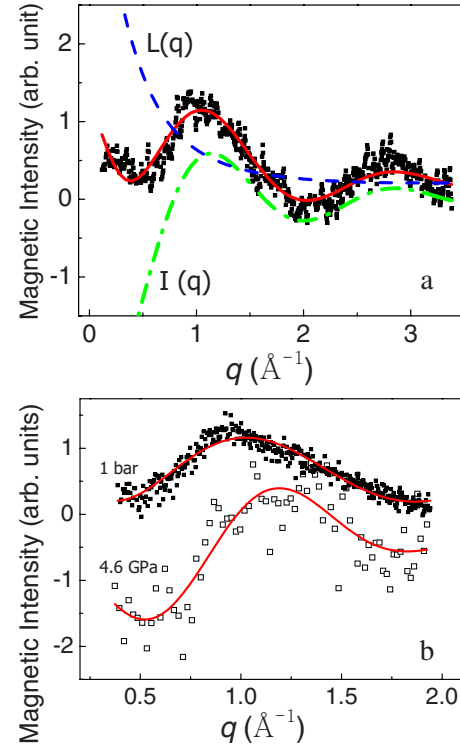 Magnetic Intensity (arb. unit)
2
1
0
-1
L(q)
I (q)
a
0 1 2 3
q (Å⁻¹)
Magnetic Intensity (arb. units)
1
0
-1
-2
1 bar
4.6 GPa
b
0.5 1.0 1.5 2.0
q (Å⁻¹)